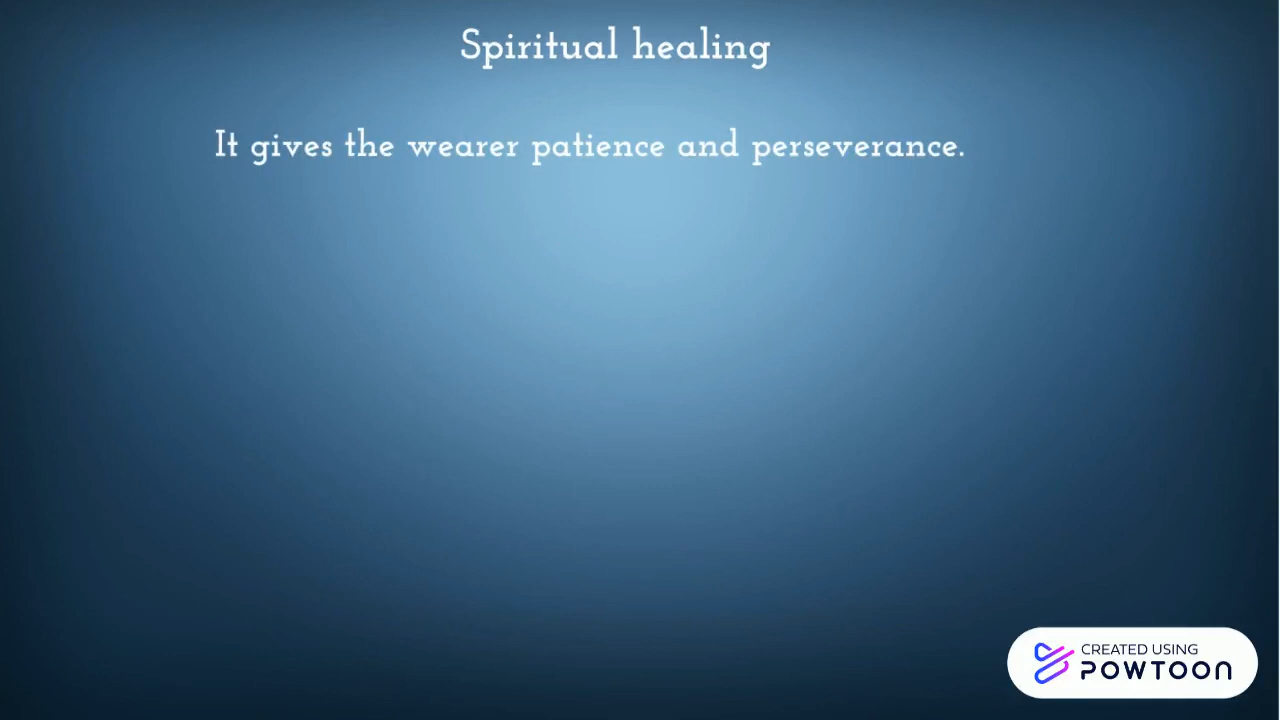 Spiritual healing
It gives the wearer patience and perseverance.
CREATED USING
POWTOON